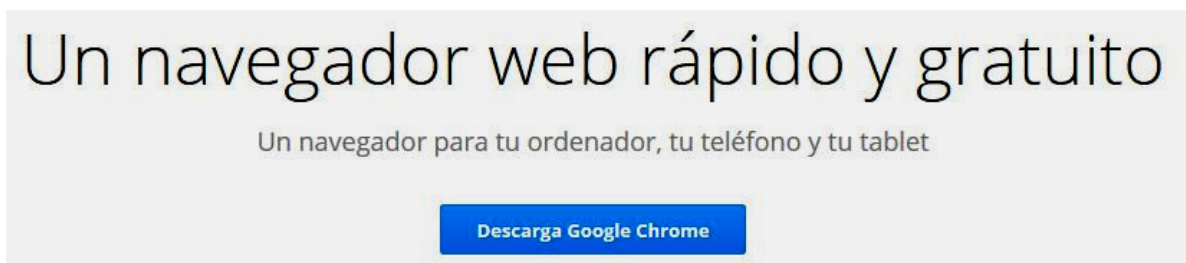 Un navegador web rápido y gratuito
Un navegador para tu ordenador, tu teléfono y tu tablet
Descarga Google Chrome